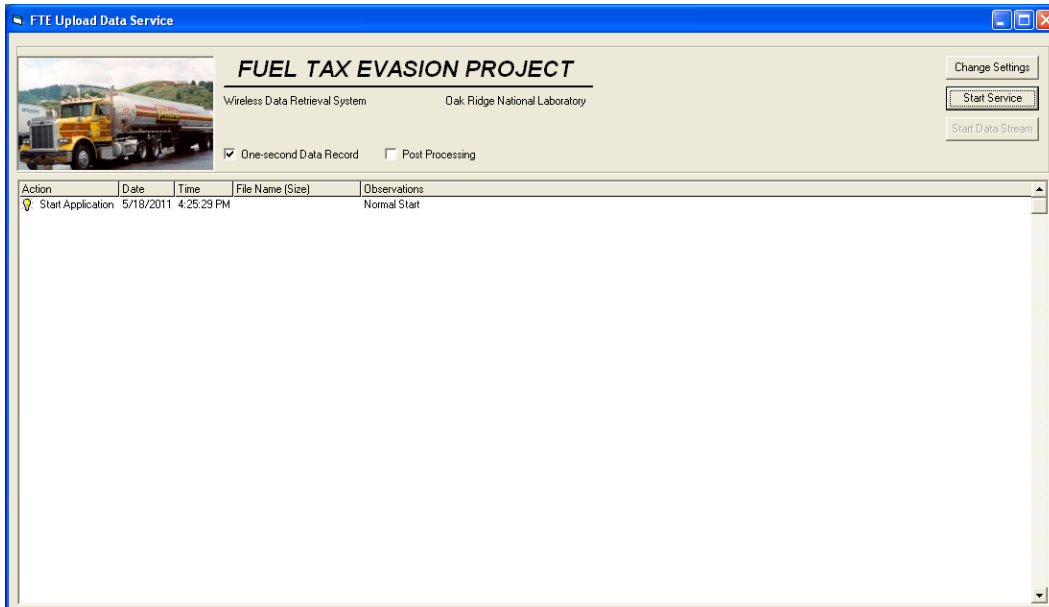 FTE Upload Data Service
FUEL TAX EVASION PROJECT
Wireless Data Retrieval System Oak Ridge National Laboratory
One-second Data Record Post Processing
Change Settings
Start Service
Start Data Stream
Action Date Time File Name (Size) Observations
Start Application 5/18/2011 4:25:29 PM Normal Start